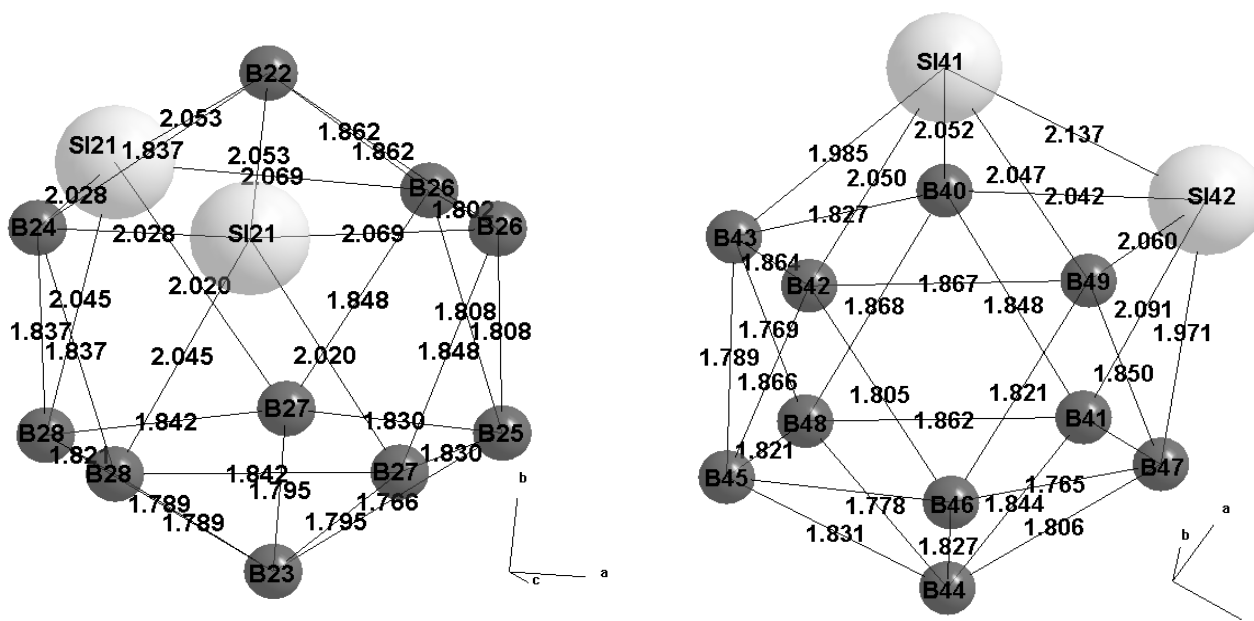 B22
2.053
1.862
SI21
1.837
1.862
2.053
2.069
B26
2.028
1.802
B24
B26
2.028
SI21
2.069
2.020
2.045
1.848
1.808
1.837
1.808
1.837
2.045
2.020
1.848
B27
1.842
1.830
B28
B25
1.821
1.830
B28
1.842
B27
1.795
1.766
1.789
1.789
1.795
B23
b
c
a
SI41
2.052
2.137
1.985
2.050
2.047
B40
2.042
SI42
1.827
B43
2.060
1.864
B42
1.867
B49
1.868
1.848
2.091
1.769
1.971
1.789
1.866
1.805
1.821
1.850
B48
1.862
B41
1.821
B45
B47
B46
1.765
1.778
1.844
1.831
1.827
1.806
B44
a
b